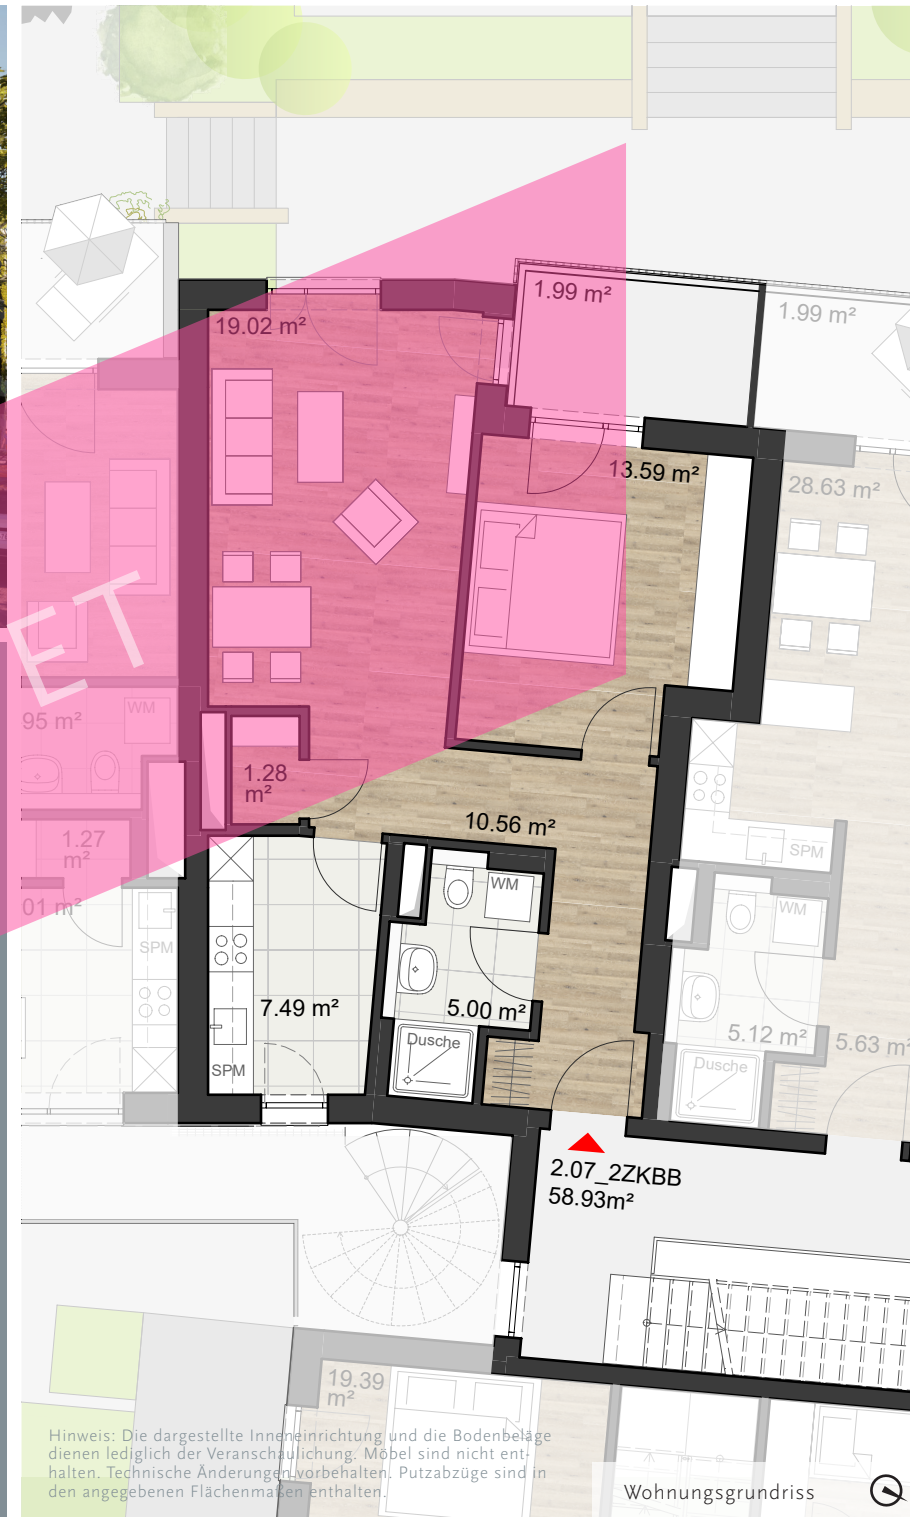 1.99 m²
19.02 m²
1.99 m²
13.59 m²
28.63 m²
ET
95 m²
WM
1.28
m²
10.56 m²
1.27
m²
SPM
WM
01 m²
WM
SPM
7.49 m²
5.00 m²
5.12 m²
5.63 m²
Dusche
SPM
Dusche
2.07_2ZKBB
58.93m²
19.39
m²
Hinweis: Die dargestellte Inneneinrichtung und die Bodenbeläge
dienen lediglich der Veranschaulichung. Möbel sind nicht ent-
halten. Technische Änderungen vorbehalten. Putzabzüge sind in
den angegebenen Flächenmaßen enthalten.
Wohnungsgrundriss